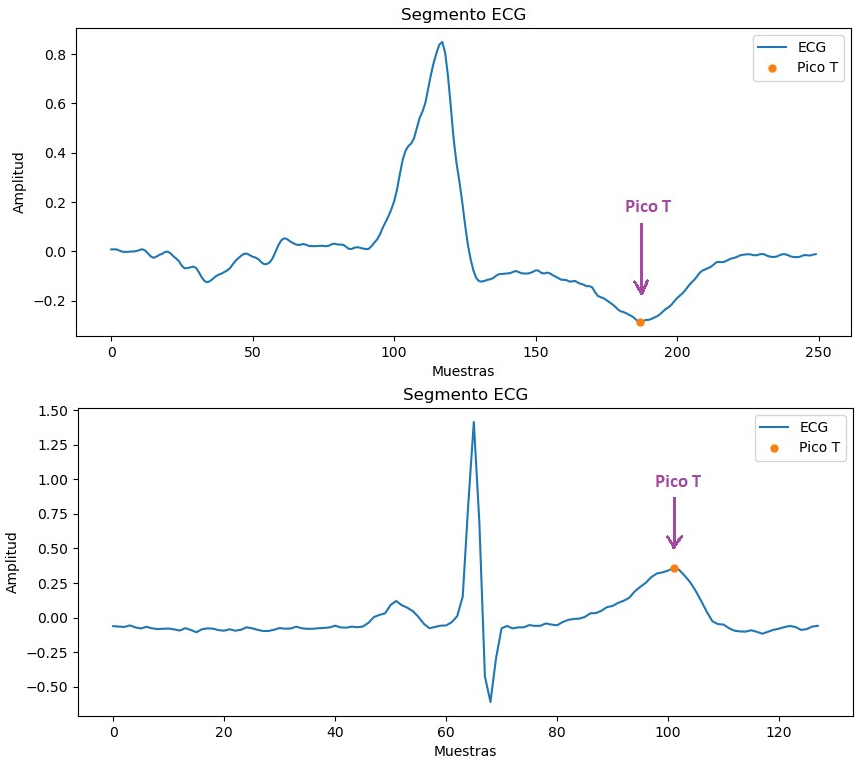 Segmento ECG
ECG
Pico T
Pico T
Amplitud
0.8
0.6
0.4
0.2
0.0
−0.2
0
50
100
150
200
250
Muestras
Segmento ECG
ECG
Pico T
Pico T
Amplitud
1.50
1.25
1.00
0.75
0.50
0.25
0.00
−0.25
−0.50
0
20
40
60
80
100
120
Muestras